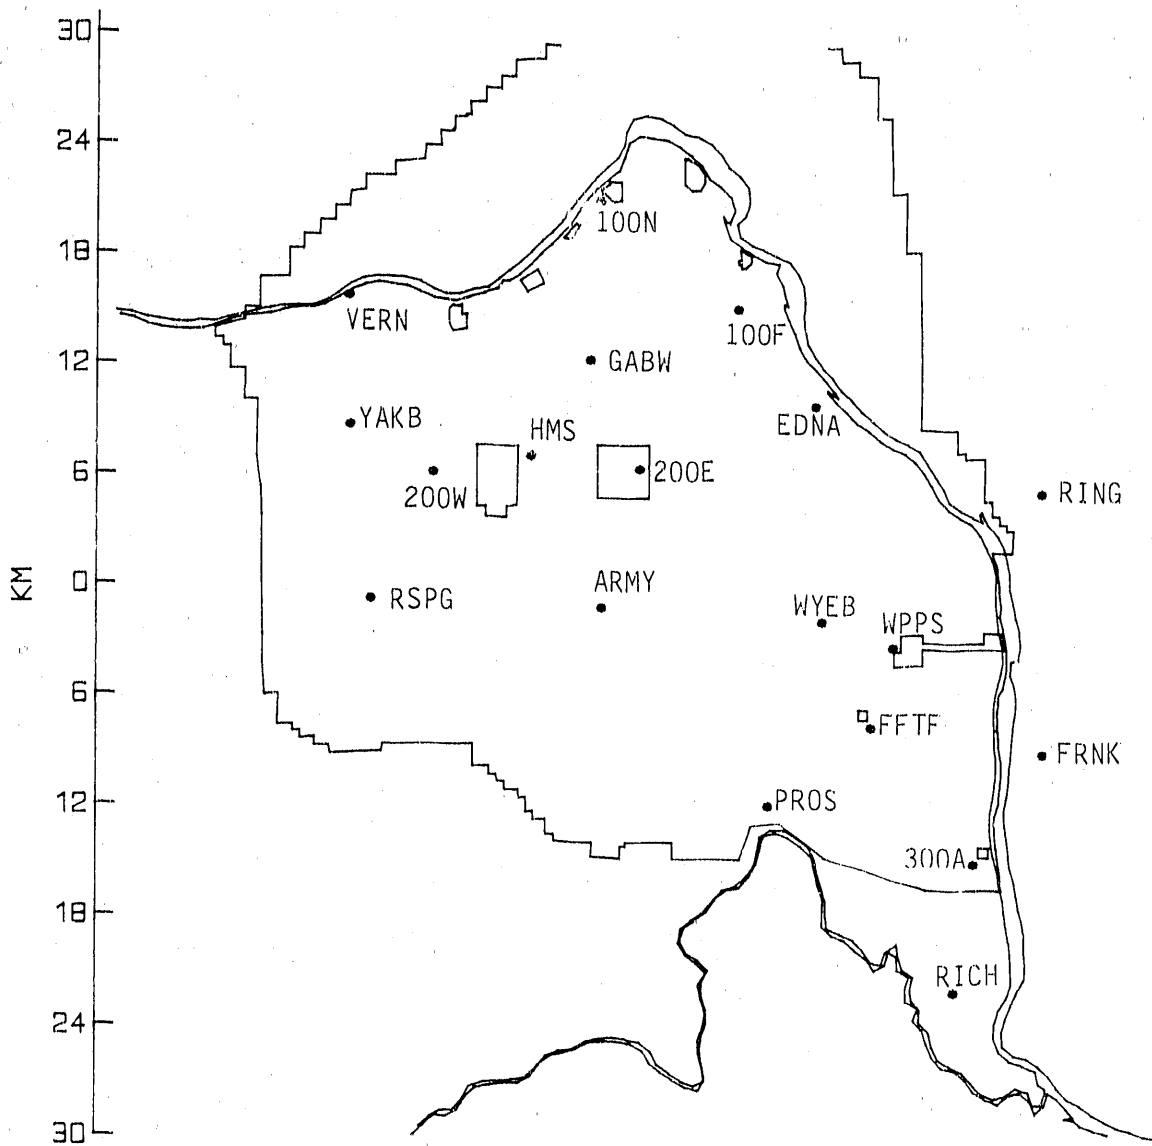 30
24
100N
18
VERN
100F
12
GABW
YAKB
HMS
EDNA
6
200W
200E
RING
KM
0
RSPG
ARMY
WYEB
WPPS
6
FFTF
FRNK
12
PROS
300A
18
RICH
24
30